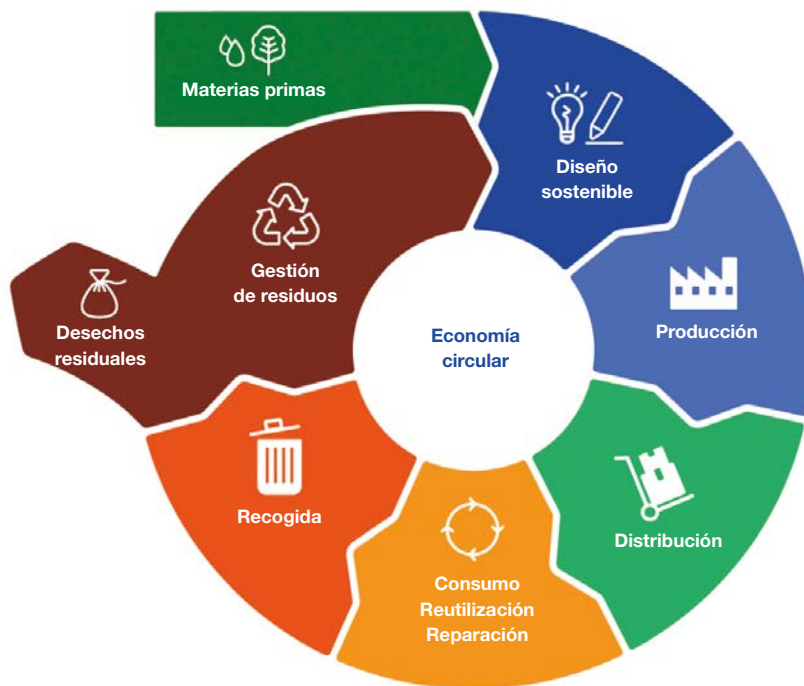 Materias primas
Diseño
sostenible
Producción
Distribución
Consumo
Reutilización
Reparación
Recogida
Gestión
de residuos
Desechos
residuales
Economía
circular